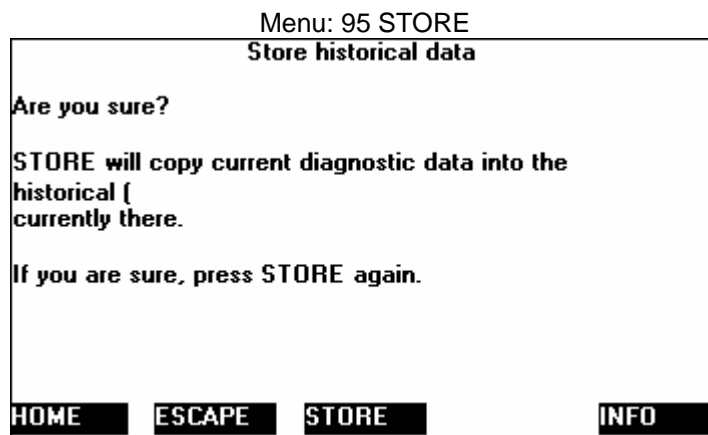 Menu: 95 STORE
Store historical data
Are you sure?
STORE will copy current diagnostic data into the
historical (
currently there.
If you are sure, press STORE again.
HOME ESCAPE STORE INFO